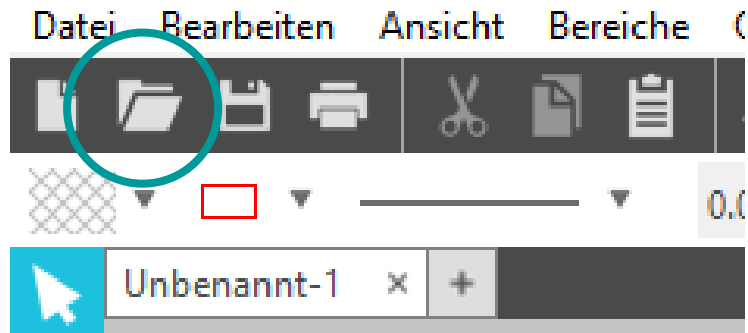 Datei Bearbeiten Ansicht Bereiche
Unbenannt-1 × +